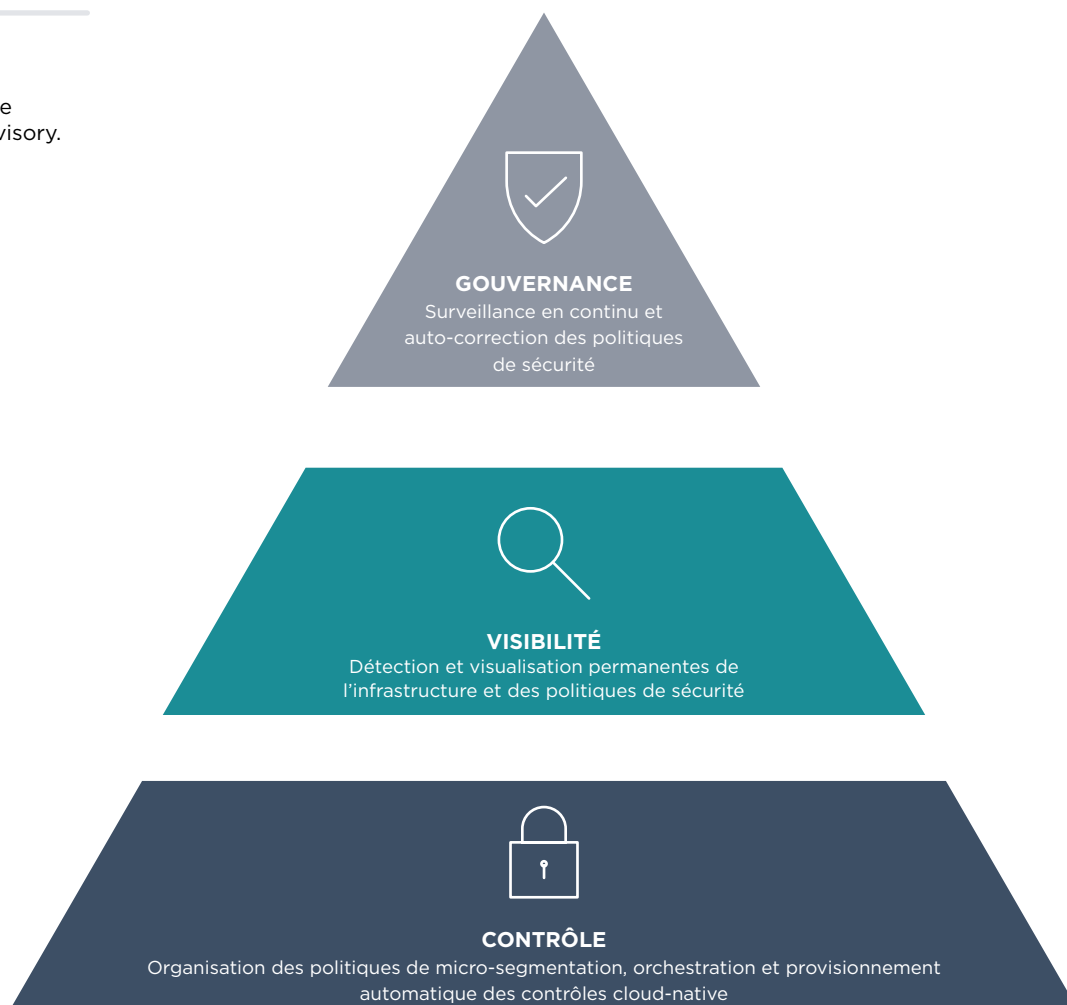 e
visory.
GOUVERNANCE
Surveillance en continu et
auto-correction des politiques
de sécurité
VISIBILITÉ
Détection et visualisation permanentes de
l’infrastructure et des politiques de sécurité
CONTRÔLE
Organisation des politiques de micro-segmentation, orchestration et provisionnement
automatique des contrôles cloud-native